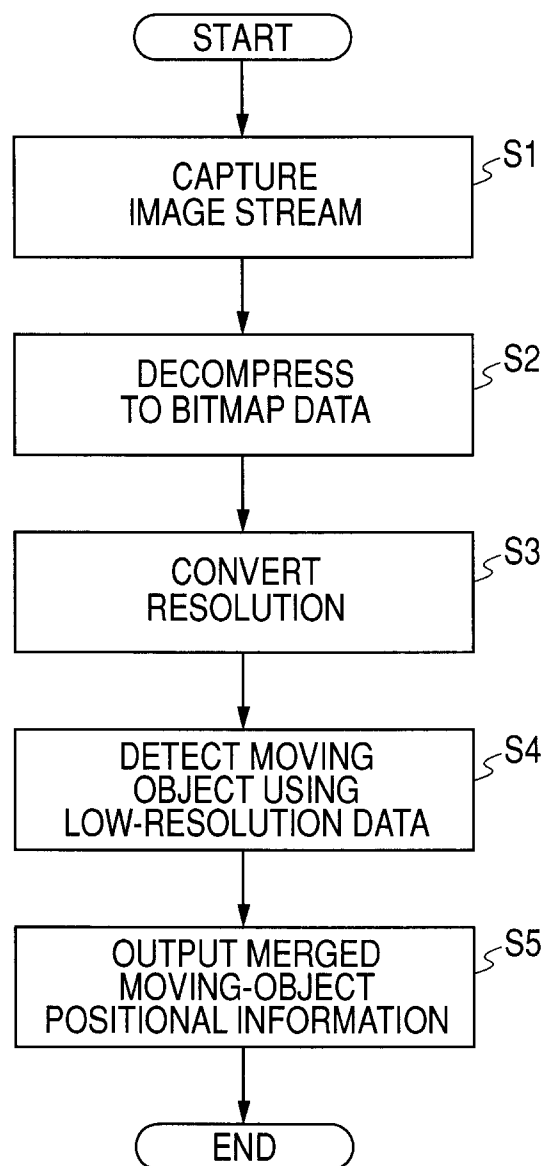 START
S1
CAPTURE
IMAGE STREAM
S2
DECOMPRESS
TO BITMAP DATA
S3
CONVERT
RESOLUTION
S4
DETECT MOVING
OBJECT USING
LOW-RESOLUTION DATA
S5
OUTPUT MERGED
MOVING-OBJECT
POSITIONAL INFORMATION
END